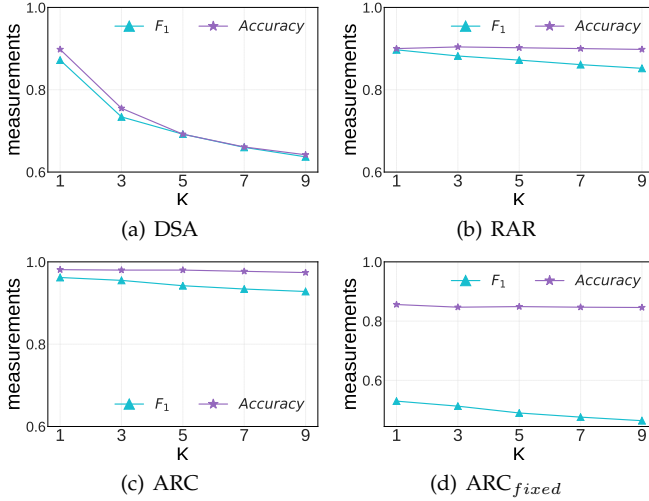 F1 Accuracy
measurements
1.0
0.8
0.6
1 3 5 7 9
K
(a) DSA
F1 Accuracy
measurements
1.0
0.8
0.6
1 3 5 7 9
K
(b) RAR
measurements
1.0
0.8
0.6
F1 Accuracy
1 3 5 7 9
K
(c) ARC
F1 Accuracy
measurements
1.0
0.8
0.6
1 3 5 7 9
K
(d) ARCfixed